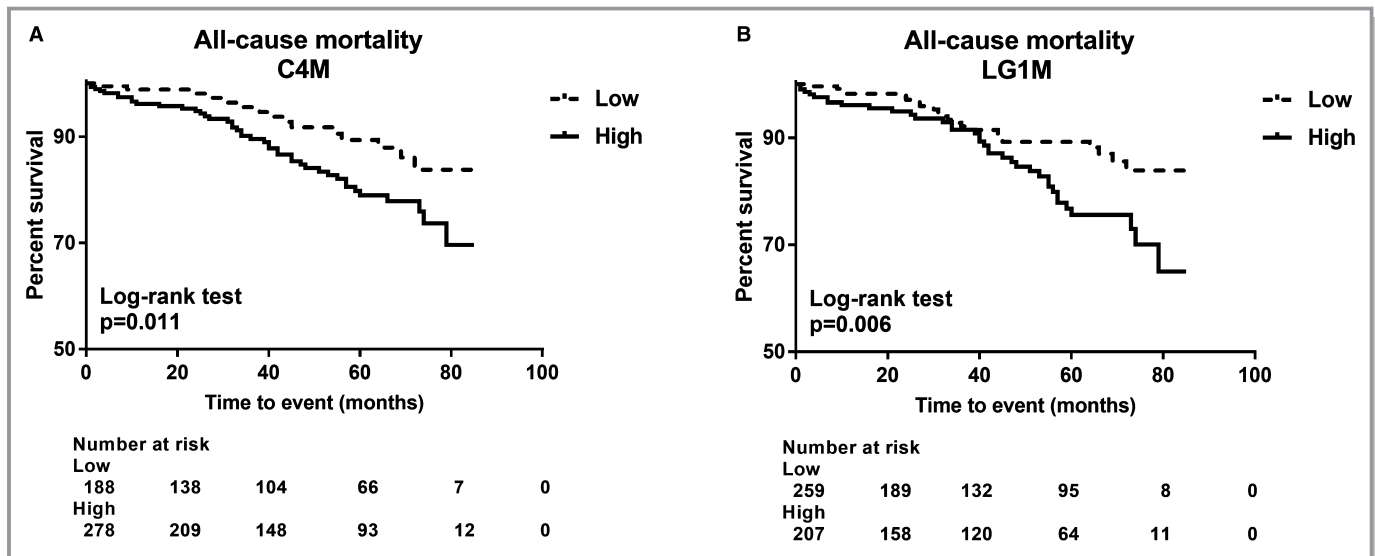 A
All-cause mortality
C4M
Percent survival
90
70
50
Low
High
Log-rank test
p=0.011
0 20 40 60 80 100
Time to event (months)
Number at risk
Low
188 138 104 66 7 0
High
278 209 148 93 12 0
B
All-cause mortality
LG1M
Percent survival
90
70
50
Low
High
Log-rank test
p=0.006
0 20 40 60 80 100
Time to event (months)
Number at risk
Low
259 189 132 95 8 0
High
207 158 120 64 11 0